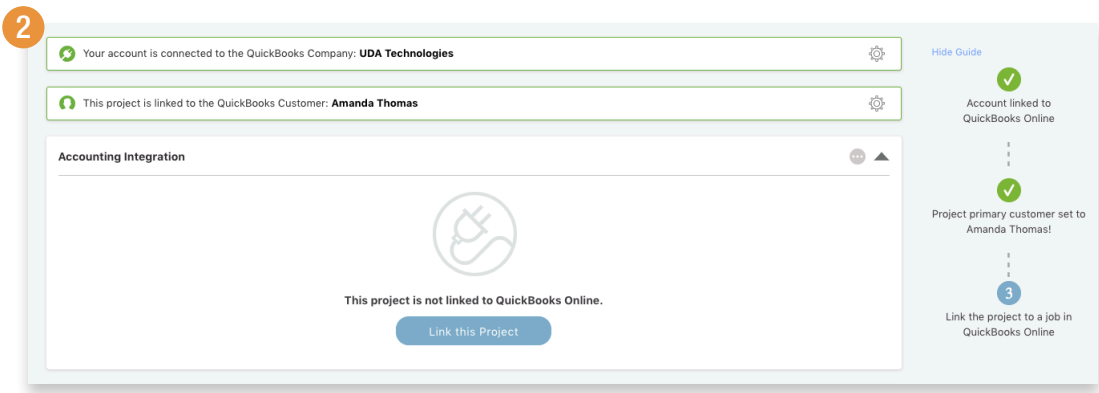 2
Your account is connected to the QuickBooks Company: UDA Technologies
This project is linked to the QuickBooks Customer: Amanda Thomas
Accounting Integration
This project is not linked to QuickBooks Online.
Link this Project
Hide Guide
Account linked to
QuickBooks Online
Project primary customer set to
Amanda Thomas!
3
Link the project to a job in
QuickBooks Online